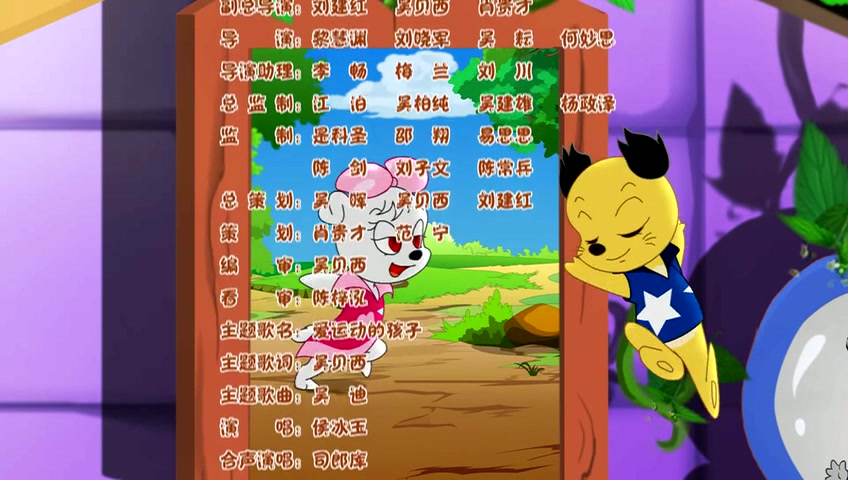 副总导演：刘建红 吴贝西 肖贵才
导 演：黎慧渊 刘晓军 吴 耘 何妙思
导演助理：李 畅 梅 兰 刘 川
总 监 制：江 泊 吴柏纯 吴建雄 杨政泽
监 制：是科圣 邵 翔 易思思
陈 剑 刘子文 陈常兵
总 策 划：吴 晖 吴贝西 刘建红
策 划：肖贵才 范 宁
编 审：吴贝西
看 审：陈梓泓
主题歌名：爱运动的孩子
主题歌词：吴贝西
主题歌曲：吴 迪
演 唱：侯冰玉
合声演唱：司郎库